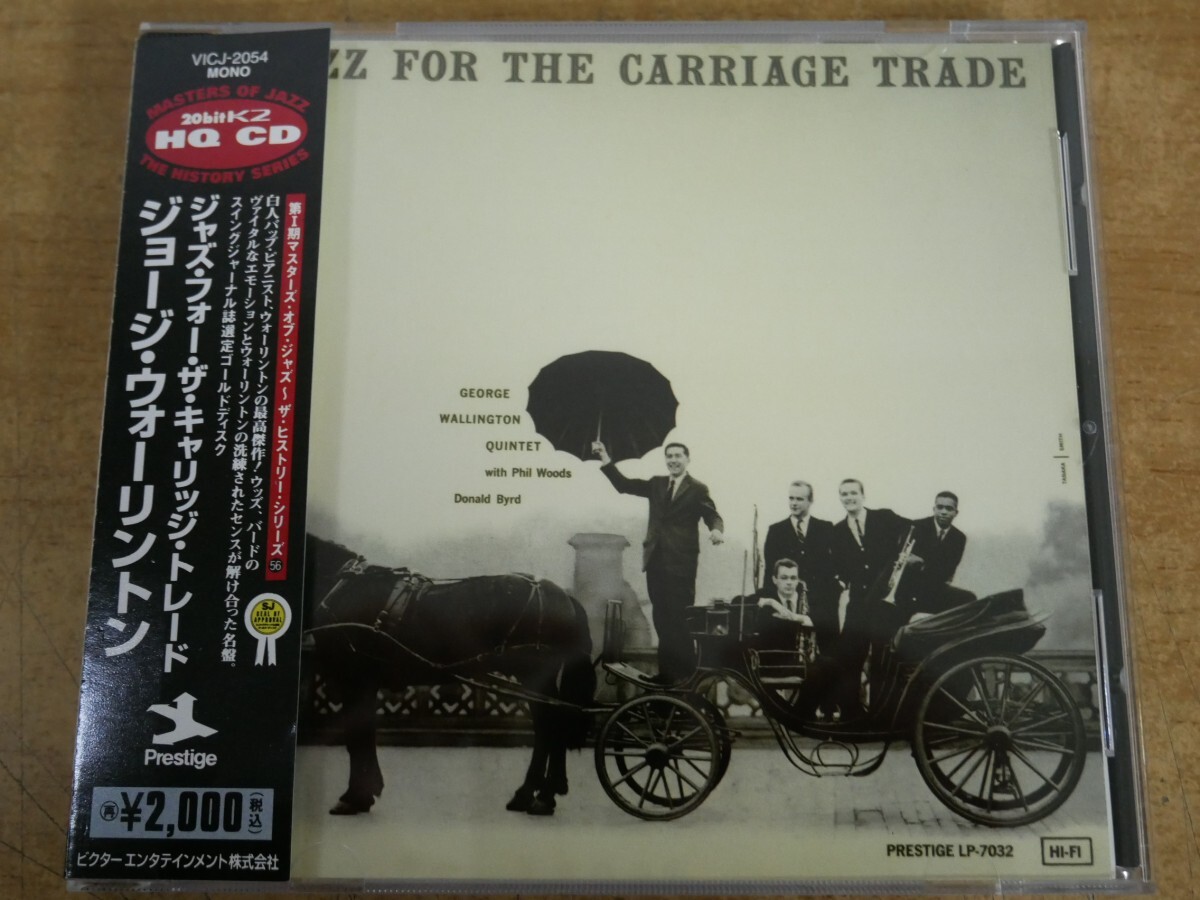 VICJ-2054
MONO
MASTERS OF JAZZ
20bit K2
HQ CD
THE HISTORY SERIES
第I期マスターズ・オブ・ジャズ〜ザ・ヒストリー・シリーズ 56
白人バップ・ピアニスト、ウォーリントンの最高傑作!ウッズ、バードの
ヴァイタルなエモーションとウォーリントンの洗練されたセンスが解け合った名盤。
スイングジャーナル誌選定ゴールドディスク
ジャズ・フォー・ザ・キャリッジ・トレード
ジョージ・ウォーリントン
SJ
SEAL OF
APPROVAL
Prestige
再 ¥2,000 (税込)
ビクター エンタテインメント株式会社
ZZ FOR THE CARRIAGE TRADE
GEORGE
WALLINGTON
QUINTET
with Phil Woods
Donald Byrd
PRESTIGE LP-7032
HI-FI